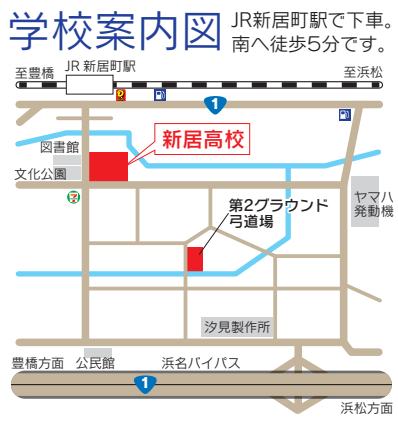 学校案内図
JR新居町駅で下車。
南へ徒歩5分です。
至豊橋
JR 新居町駅
至浜松
1
新居高校
図書館
文化公園
7
第2グラウンド
弓道場
ヤマハ
発動機
汐見製作所
豊橋方面
公民館
浜名バイパス
1
浜松方面